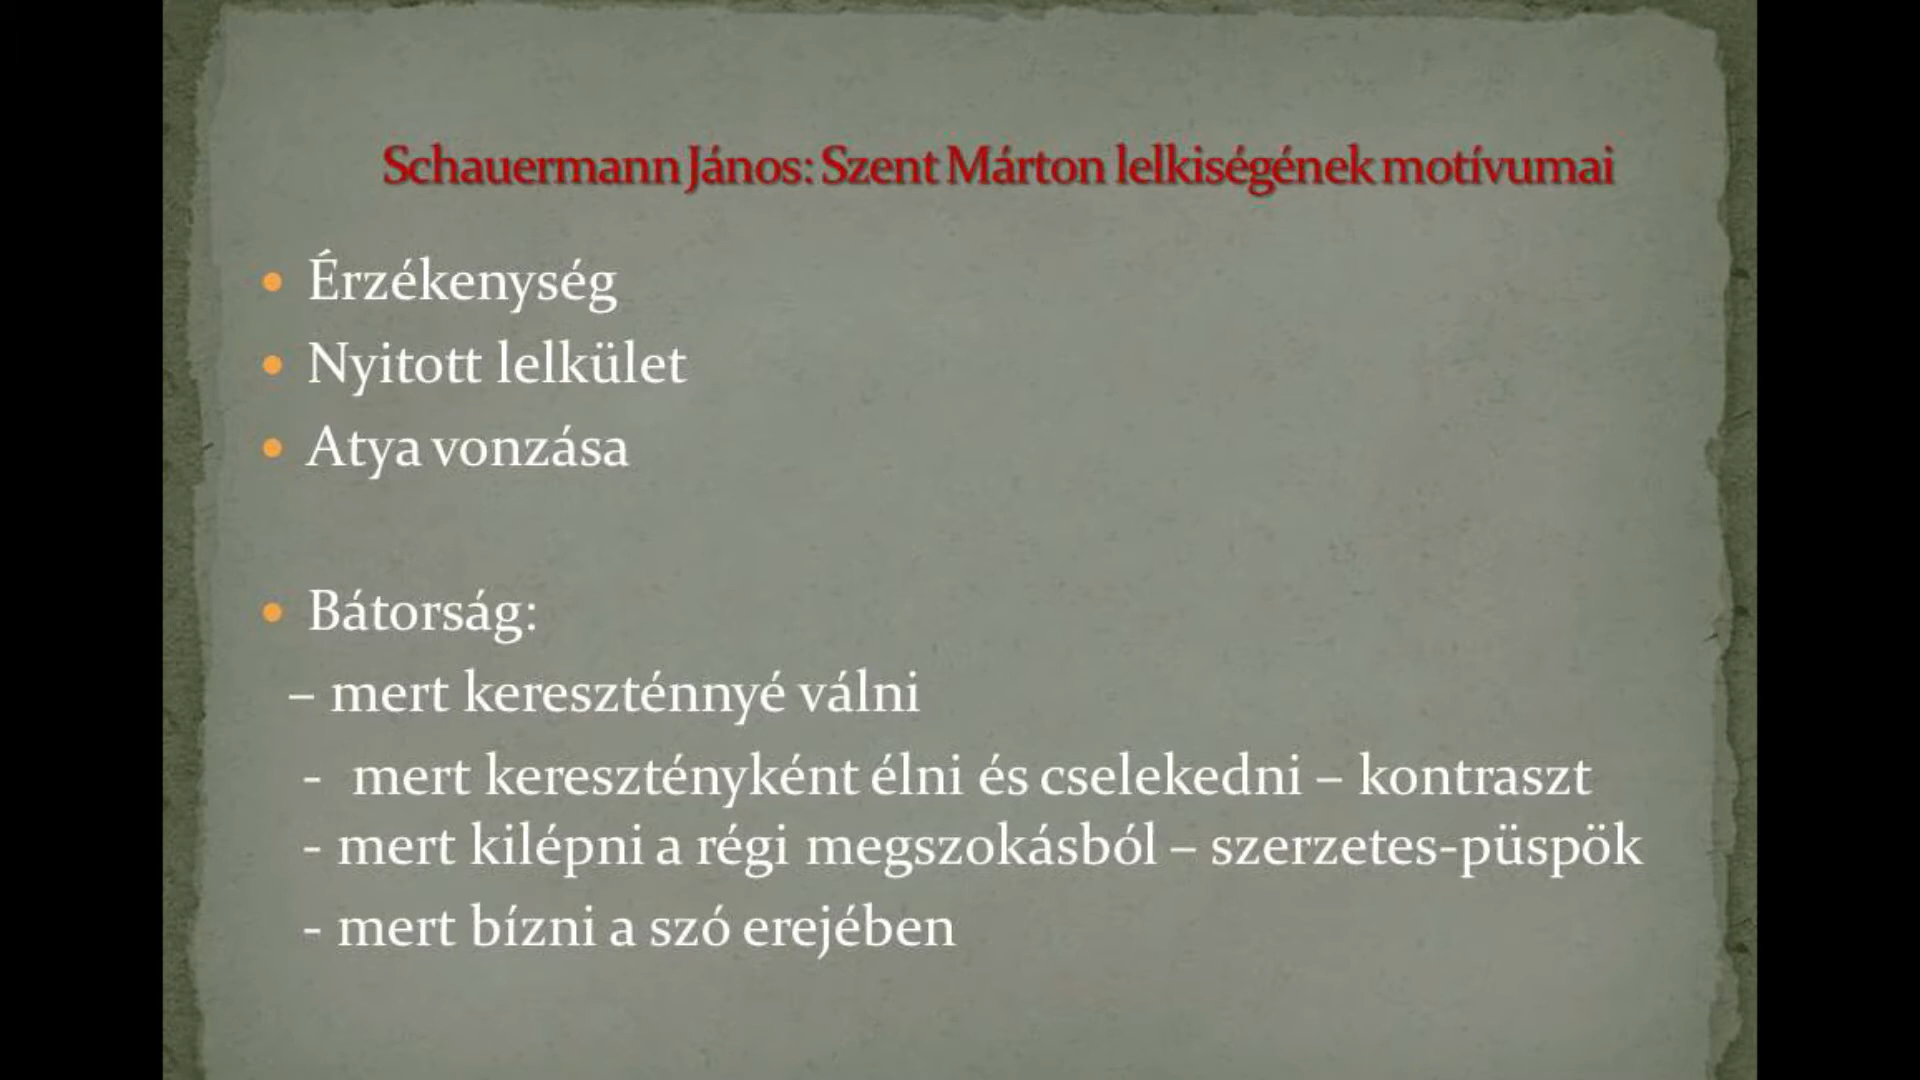 Schauermann János: Szent Márton lelkiségének motívumai
• Érzékenység
• Nyitott lelkület
• Atya vonzása
• Bátorság:
– mert kereszténnyé válni
- mert keresztényként élni és cselekedni – kontraszt
- mert kilépni a régi megszokásból – szerzetes-püspök
- mert bízni a szó erejében